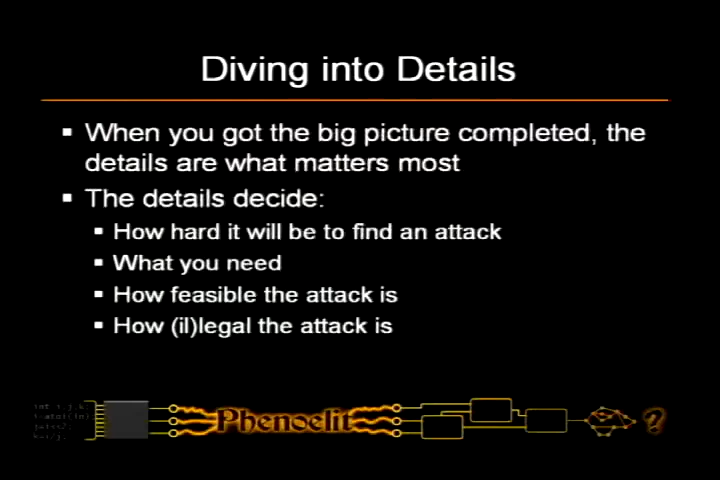 Diving into Details
When you got the big picture completed, the
details are what matters most
The details decide:
How hard it will be to find an attack
What you need
How feasible the attack is
How (il)legal the attack is
Phenoelit
?